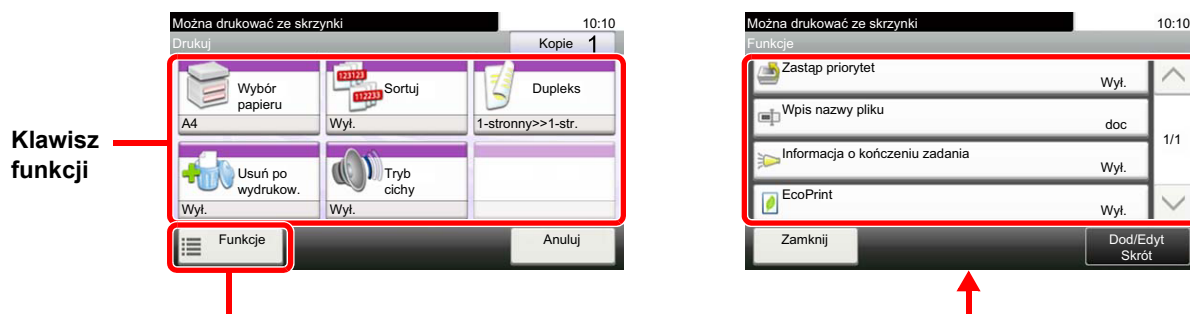 Klawisz
funkcji
Można drukować ze skrzynki 10:10
Drukuj Kopie 1
Wybór
papieru
A4
123123
112233
Sortuj
Wył.
Dupleks
1-stronny>>1-str.
Usuń po
wydrukow.
Wył.
Tryb
cichy
Wył.
Funkcje
Anuluj
Można drukować ze skrzynki 10:10
Funkcje
Zastąp priorytet
Wył.
Wpis nazwy pliku
doc
Informacja o kończeniu zadania
Wył.
EcoPrint
Wył.
1/1
Zamknij
Dod/Edyt
Skrót